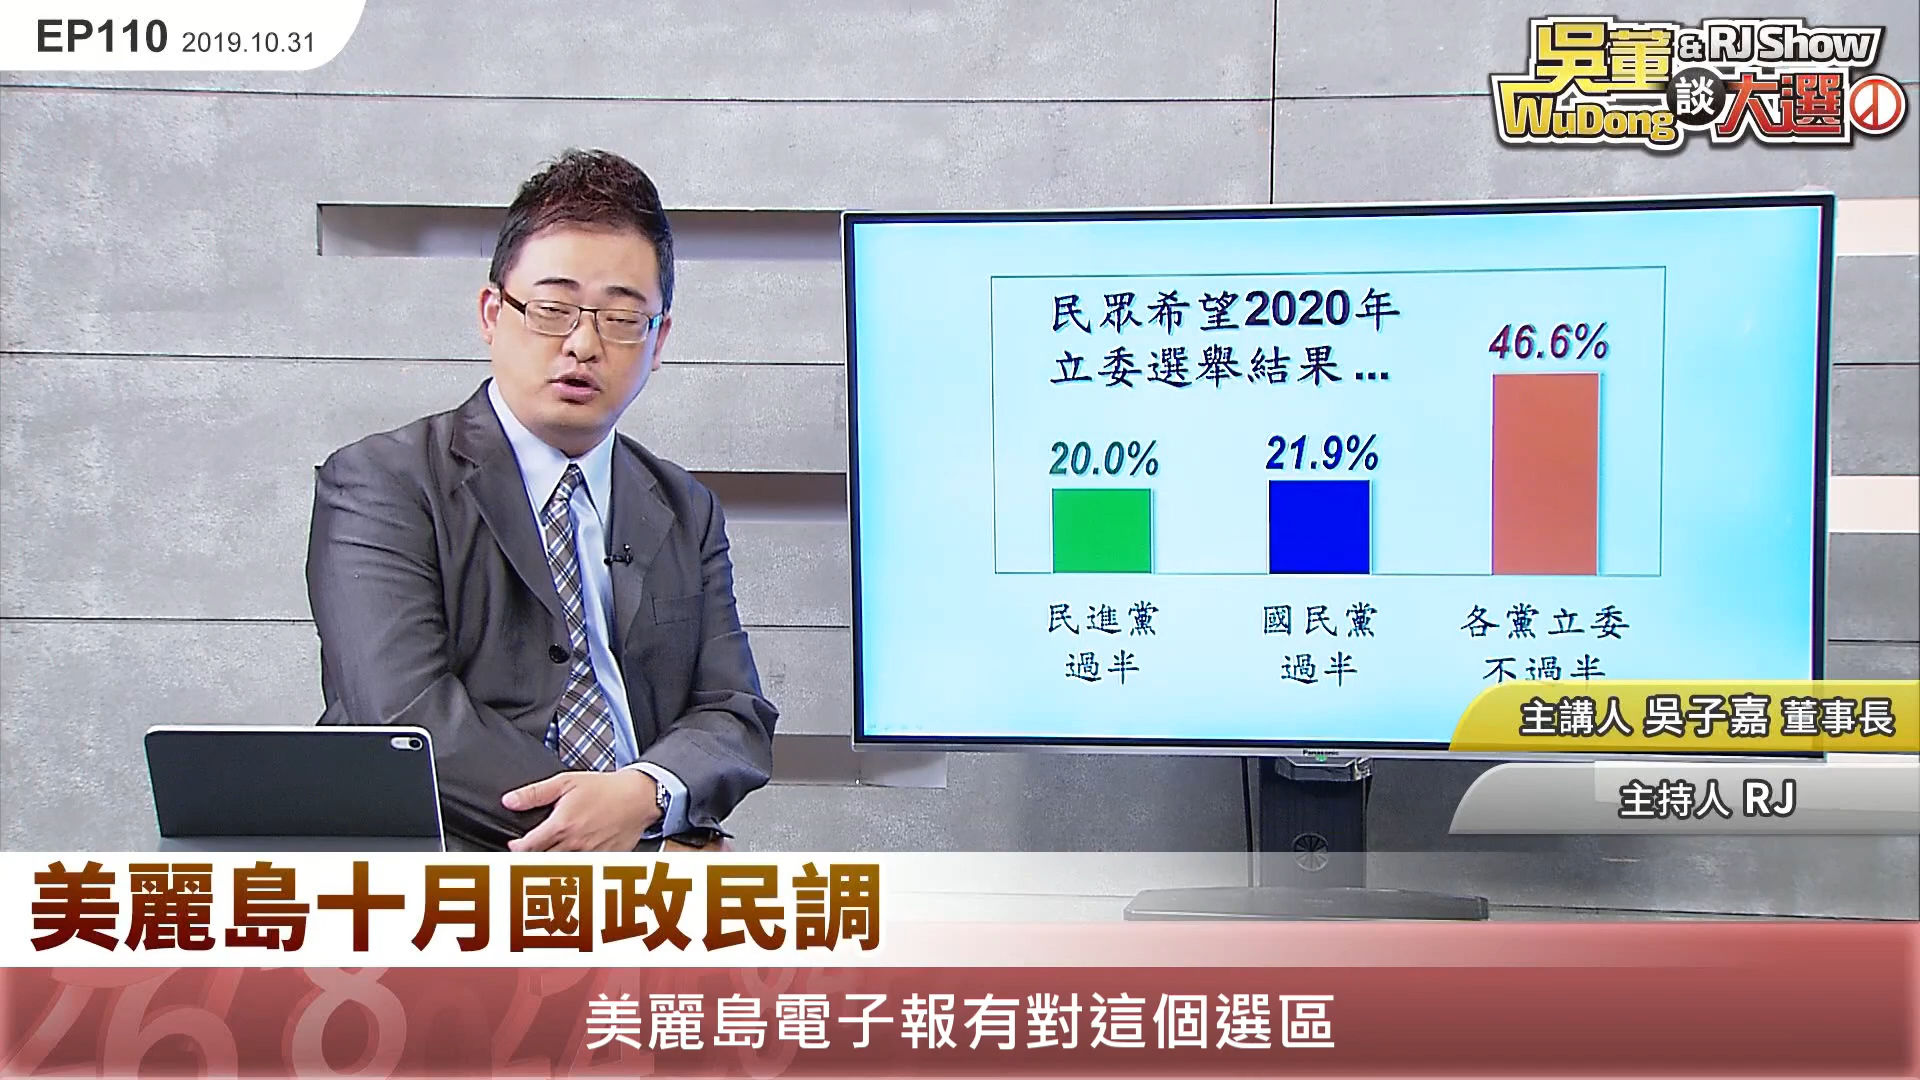 EP110 2019.10.31
吳董 & RJ Show
WuDong 談 大選
民眾希望2020年
立委選舉結果...
20.0%
21.9%
46.6%
民進黨
過半
國民黨
過半
各黨立委
不過半
Panasonic
主講人 吳子嘉 董事長
主持人 RJ
美麗島十月國政民調
美麗島電子報有對這個選區